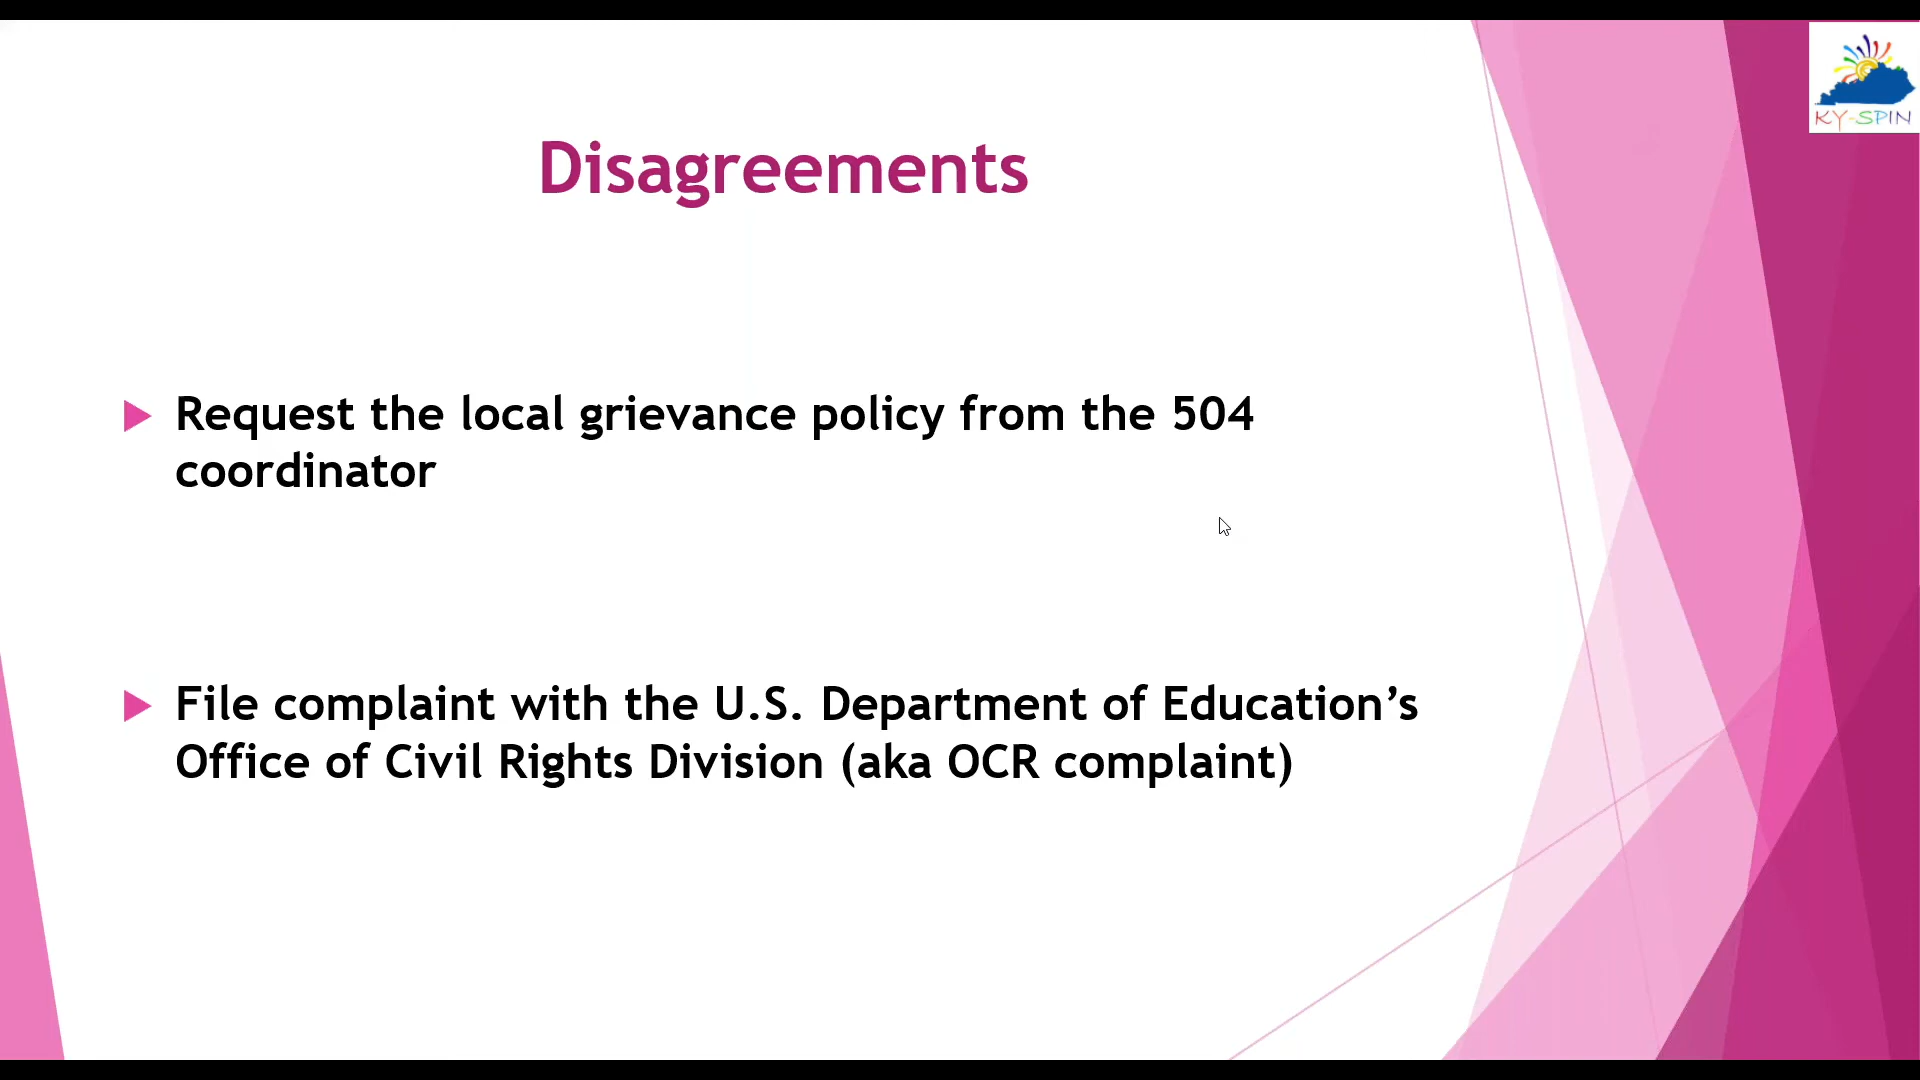 KY-SPIN
Disagreements
Request the local grievance policy from the 504
coordinator
File complaint with the U.S. Department of Education’s
Office of Civil Rights Division (aka OCR complaint)